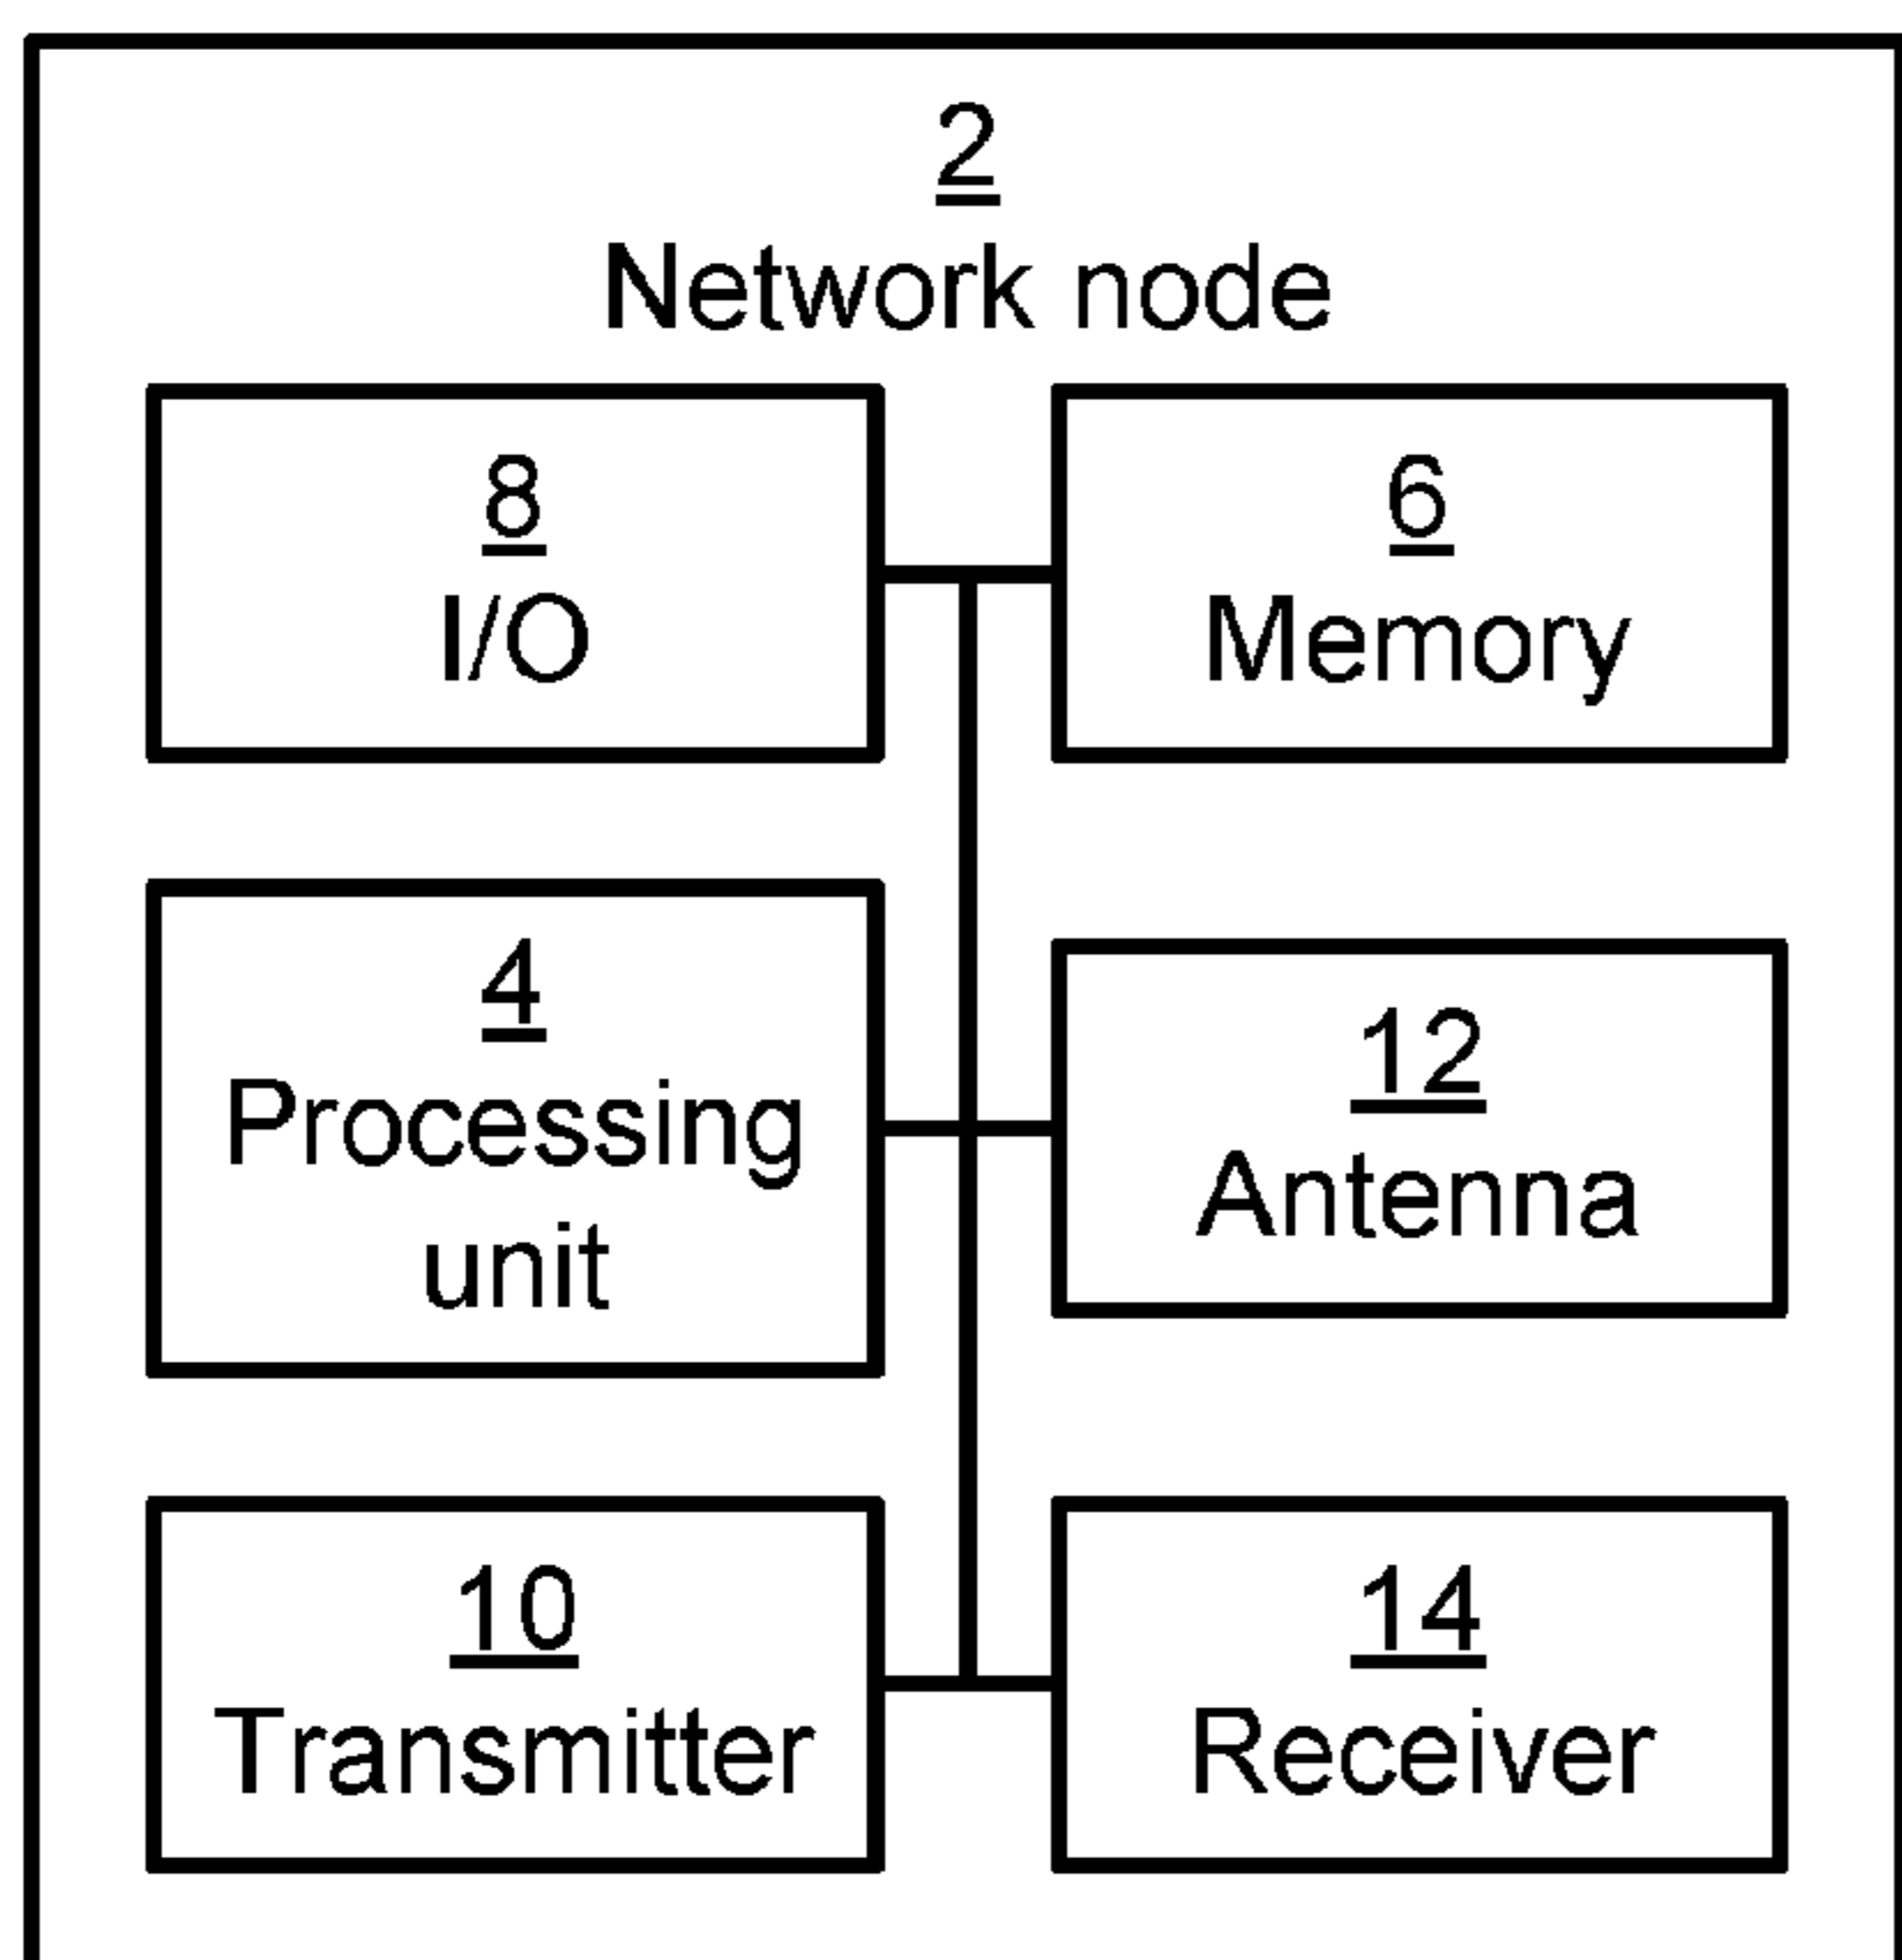 2
Network node
8
I/O
6
Memory
4
Processing
unit
12
Antenna
10
Transmitter
14
Receiver